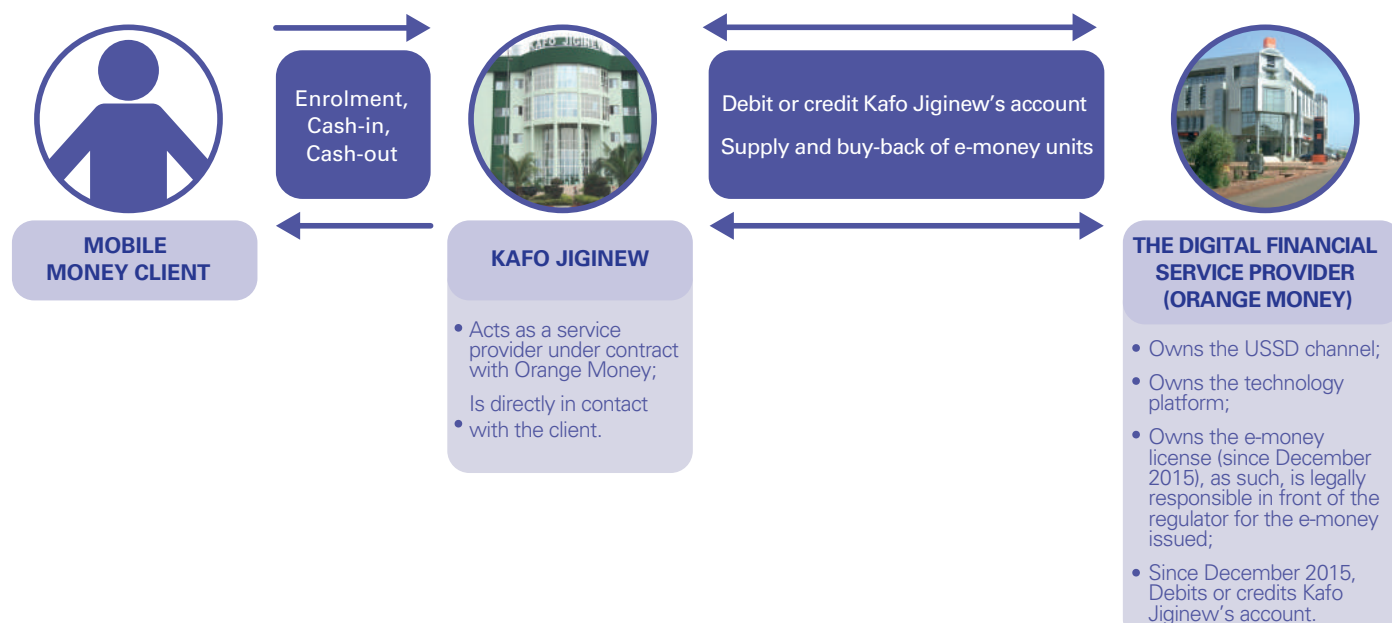 KAFO JIGINEW
Enrolment,
Cash-in,
Cash-out
Debit or credit Kafo Jiginew's account
Supply and buy-back of e-money units
MOBILE
MONEY CLIENT
KAFO JIGINEW
• Acts as a service
provider under contract
with Orange Money;
Is directly in contact
• with the client.
THE DIGITAL FINANCIAL
SERVICE PROVIDER
(ORANGE MONEY)
• Owns the USSD channel;
• Owns the technology
platform;
• Owns the e-money
license (since December
2015), as such, is legally
responsible in front of the
regulator for the e-money
issued;
• Since December 2015,
Debits or credits Kafo
Jiginew's account.